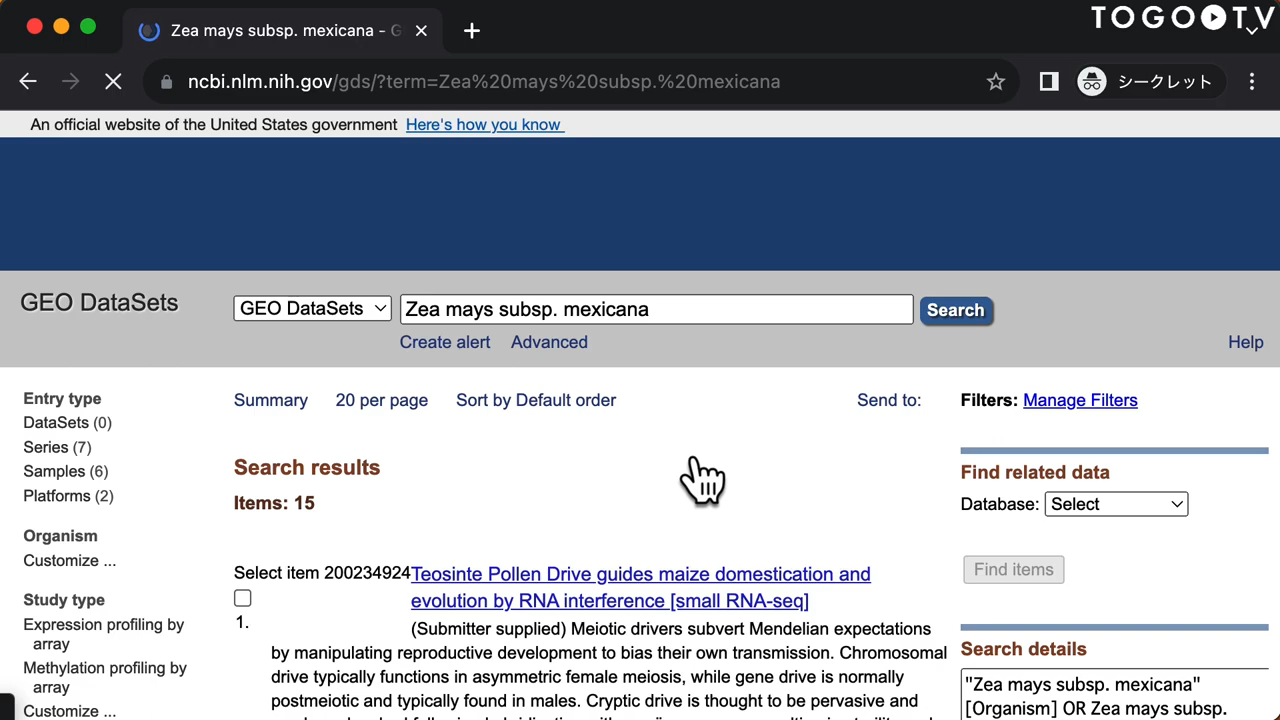 TOGO TV
Zea mays subsp. mexicana - G
ncbi.nlm.nih.gov/gds/?term=Zea%20mays%20subsp.%20mexicana
シークレット
An official website of the United States government Here's how you know
GEO DataSets
GEO DataSets
Zea mays subsp. mexicana
Search
Create alert Advanced
Help
Entry type
DataSets (0)
Series (7)
Samples (6)
Platforms (2)
Organism
Customize ...
Study type
Expression profiling by
array
Methylation profiling by
array
Customize ...
Summary 20 per page Sort by Default order
Send to:
Search results
Items: 15
Select item 200234924 Teosinte Pollen Drive guides maize domestication and
evolution by RNA interference [small RNA-seq]
1.
(Submitter supplied) Meiotic drivers subvert Mendelian expectations
by manipulating reproductive development to bias their own transmission. Chromosomal
drive typically functions in asymmetric female meiosis, while gene drive is normally
postmeiotic and typically found in males. Cryptic drive is thought to be pervasive and
Filters: Manage Filters
Find related data
Database: Select
Find items
Search details
"Zea mays subsp. mexicana"
[Organism] OR Zea mays subsp.